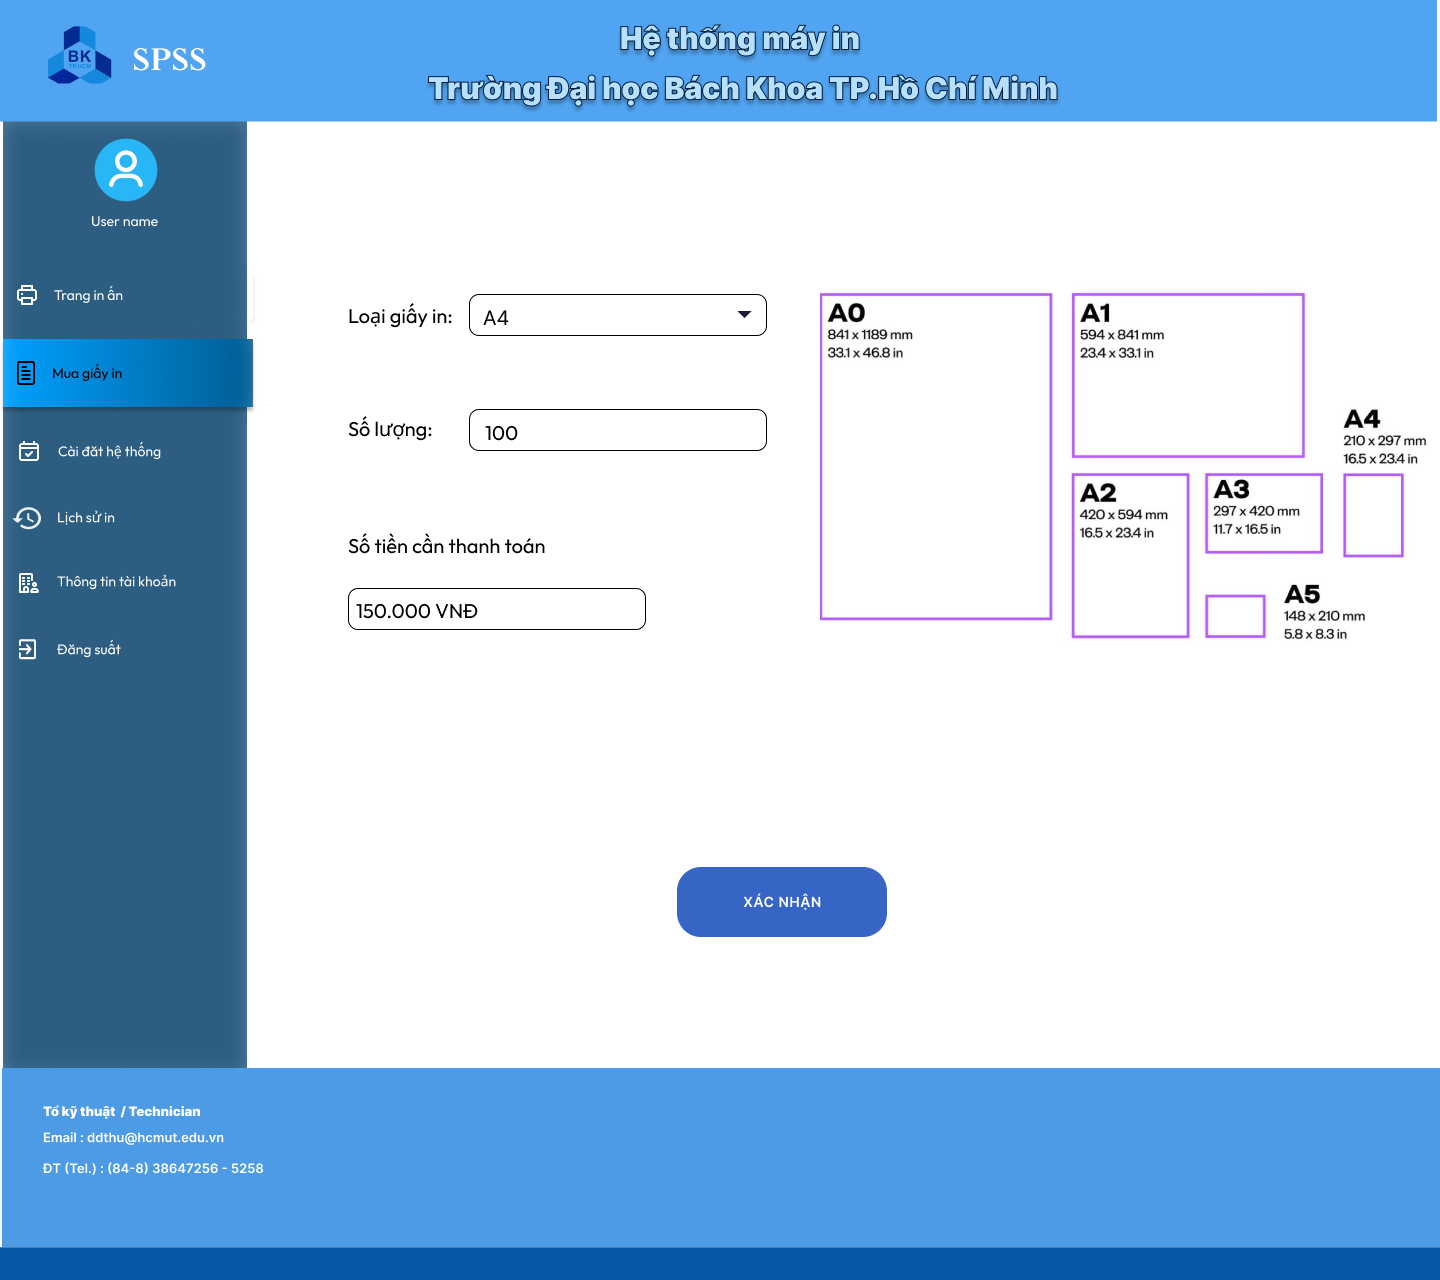 BK
TP.HCM
SPSS
Hệ thống máy in
Trường Đại học Bách Khoa TP.Hồ Chí Minh
User name
Trang in ấn
Mua giấy in
Cài đăt hệ thống
Lịch sử in
Thông tin tài khoản
Đăng suất
Loại giấy in:
A4
Số lượng:
100
Số tiền cần thanh toán
150.000 VNĐ
A0
841 x 1189 mm
33.1 x 46.8 in
A1
594 x 841 mm
23.4 x 33.1 in
A4
210 x 297 mm
16.5 x 23.4 in
A2
420 x 594 mm
16.5 x 23.4 in
A3
297 x 420 mm
11.7 x 16.5 in
A5
148 x 210 mm
5.8 x 8.3 in
XÁC NHẬN
Tổ kỹ thuật / Technician
Email : ddthu@hcmut.edu.vn
ĐT (Tel.) : (84-8) 38647256 - 5258